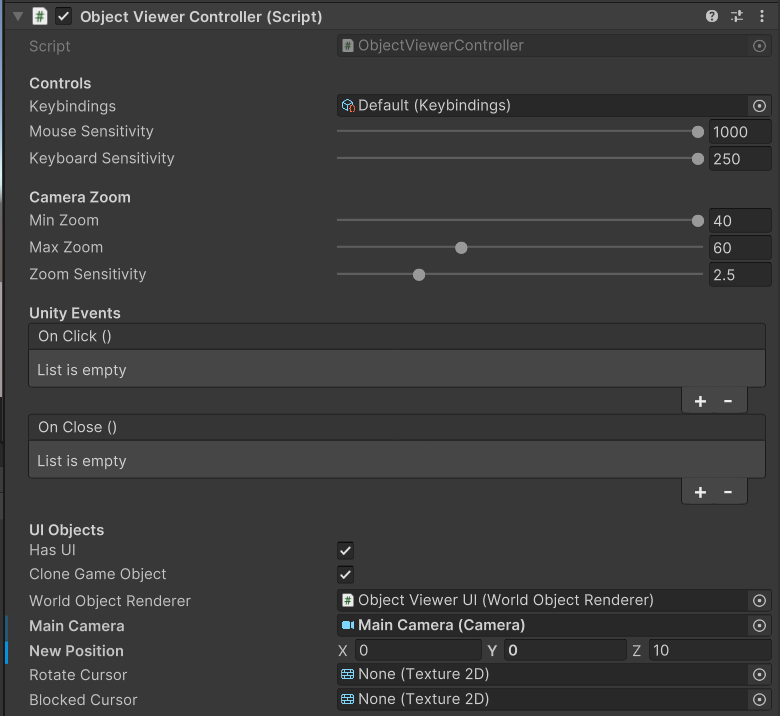 Object Viewer Controller (Script)
Script ObjectViewerController
Controls
Keybindings Default (Keybindings)
Mouse Sensitivity 1000
Keyboard Sensitivity 250
Camera Zoom
Min Zoom 40
Max Zoom 60
Zoom Sensitivity 2.5
Unity Events
On Click ()
List is empty
+ -
On Close ()
List is empty
+ -
UI Objects
Has UI
Clone Game Object
World Object Renderer Object Viewer UI (World Object Renderer)
Main Camera Main Camera (Camera)
New Position X 0 Y 0 Z 10
Rotate Cursor None (Texture 2D)
Blocked Cursor None (Texture 2D)